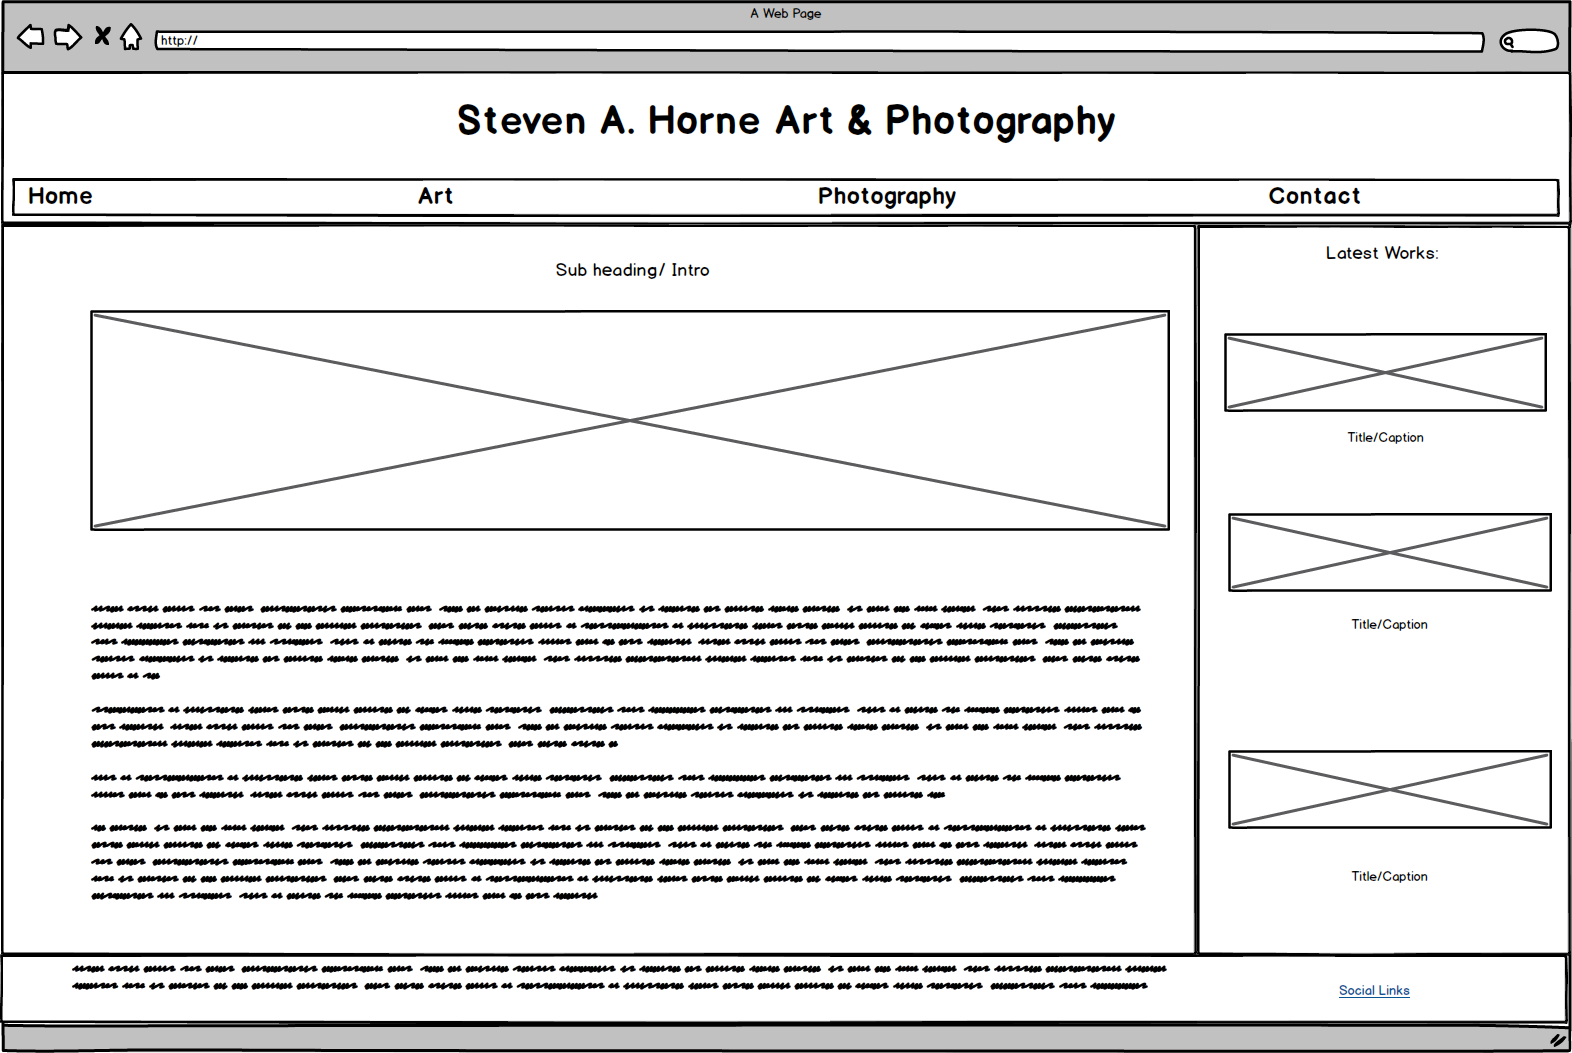 A Web Page
http://
Steven A. Horne Art & Photography
Home Art Photography Contact
Sub heading/ Intro
Latest Works:
Title/Caption
Title/Caption
Title/Caption
Social Links